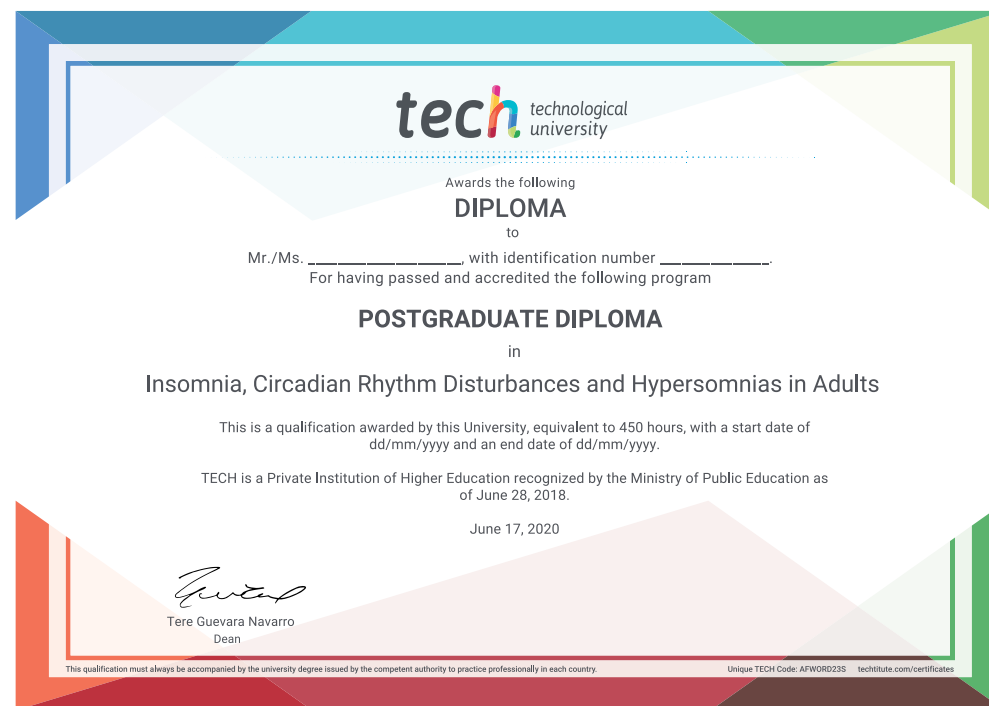 tech technological
university
Awards the following
DIPLOMA
to
Mr./Ms. ____________________, with identification number ______________.
For having passed and accredited the following program
POSTGRADUATE DIPLOMA
in
Insomnia, Circadian Rhythm Disturbances and Hypersomnias in Adults
This is a qualification awarded by this University, equivalent to 450 hours, with a start date of
dd/mm/yyyy and an end date of dd/mm/yyyy.
TECH is a Private Institution of Higher Education recognized by the Ministry of Public Education as
of June 28, 2018.
June 17, 2020
Tere Guevara Navarro
Dean
This qualification must always be accompanied by the university degree issued by the competent authority to practice professionally in each country.
Unique TECH Code: AFWORD23S techtitute.com/certificates